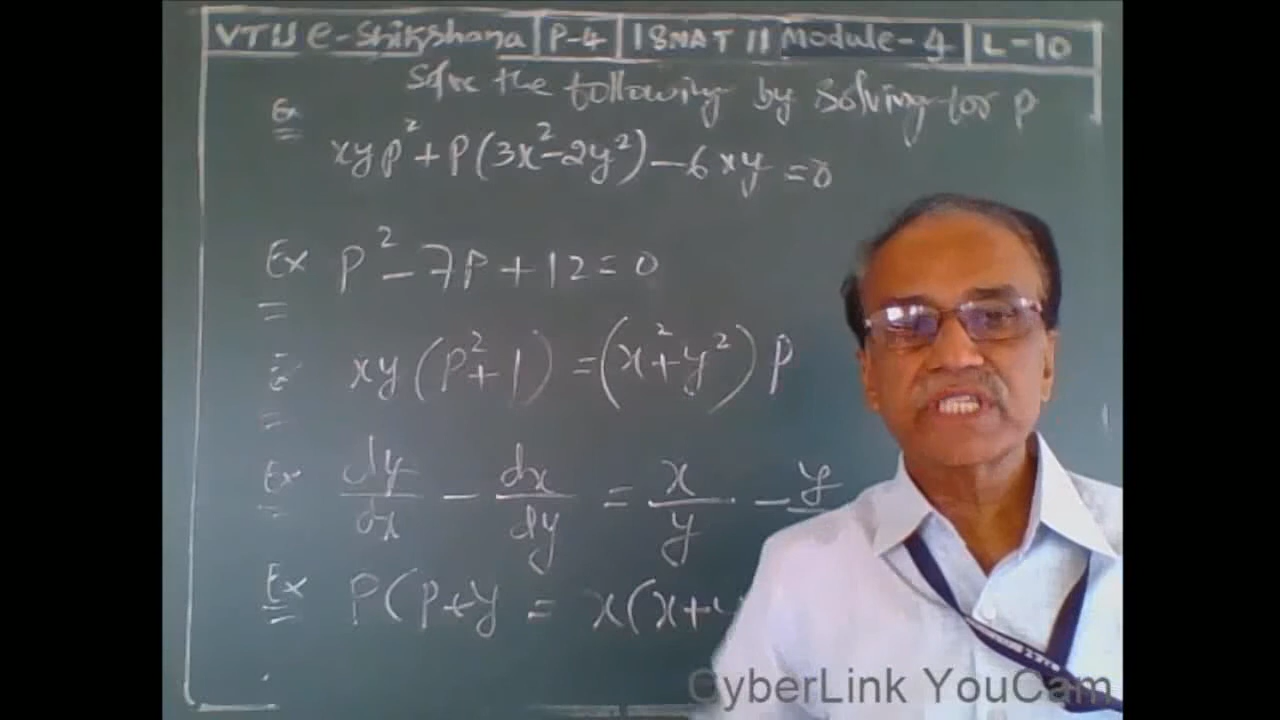 VTU e-Shikshana P-4 18MAT11 Module-4 L-10
Solve the following by solving for p
Ex
xyp² + P(3x² - 2y²) - 6xy = 0
Ex P² - 7P + 12 = 0
xy(P² + 1) = (x² + y²) P
Ex dy/dx - dx/dy = x/y - y
Ex P(P+y = x(x+y
CyberLink YouCam